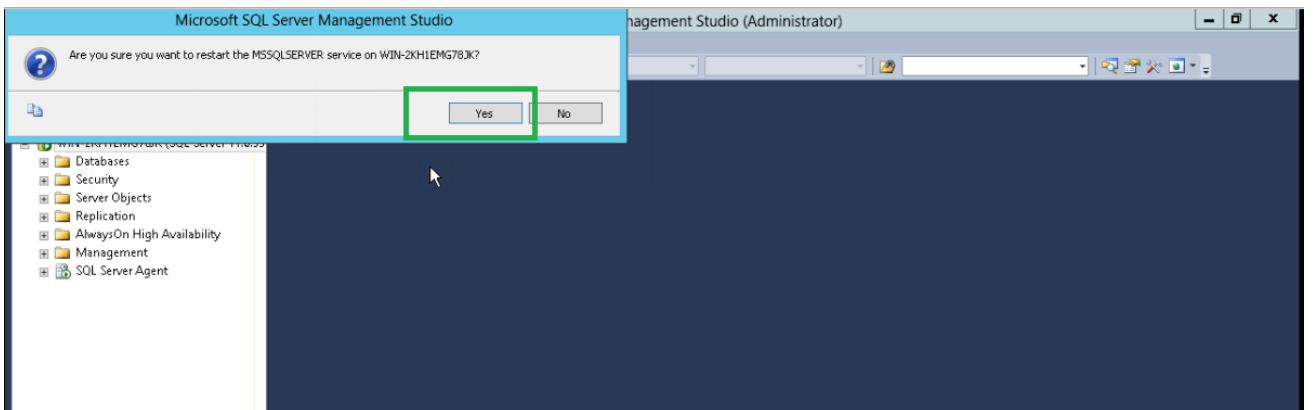 Microsoft SQL Server Management Studio
nagement Studio (Administrator)
Are you sure you want to restart the MSSQLSERVER service on WIN-2KH1EMG78JK?
Yes
No
Databases
Security
Server Objects
Replication
AlwaysOn High Availability
Management
SQL Server Agent